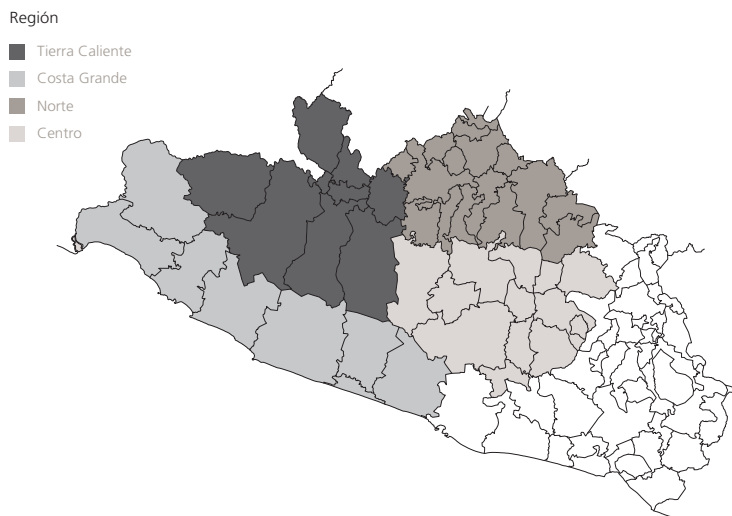 Región
Tierra Caliente
Costa Grande
Norte
Centro